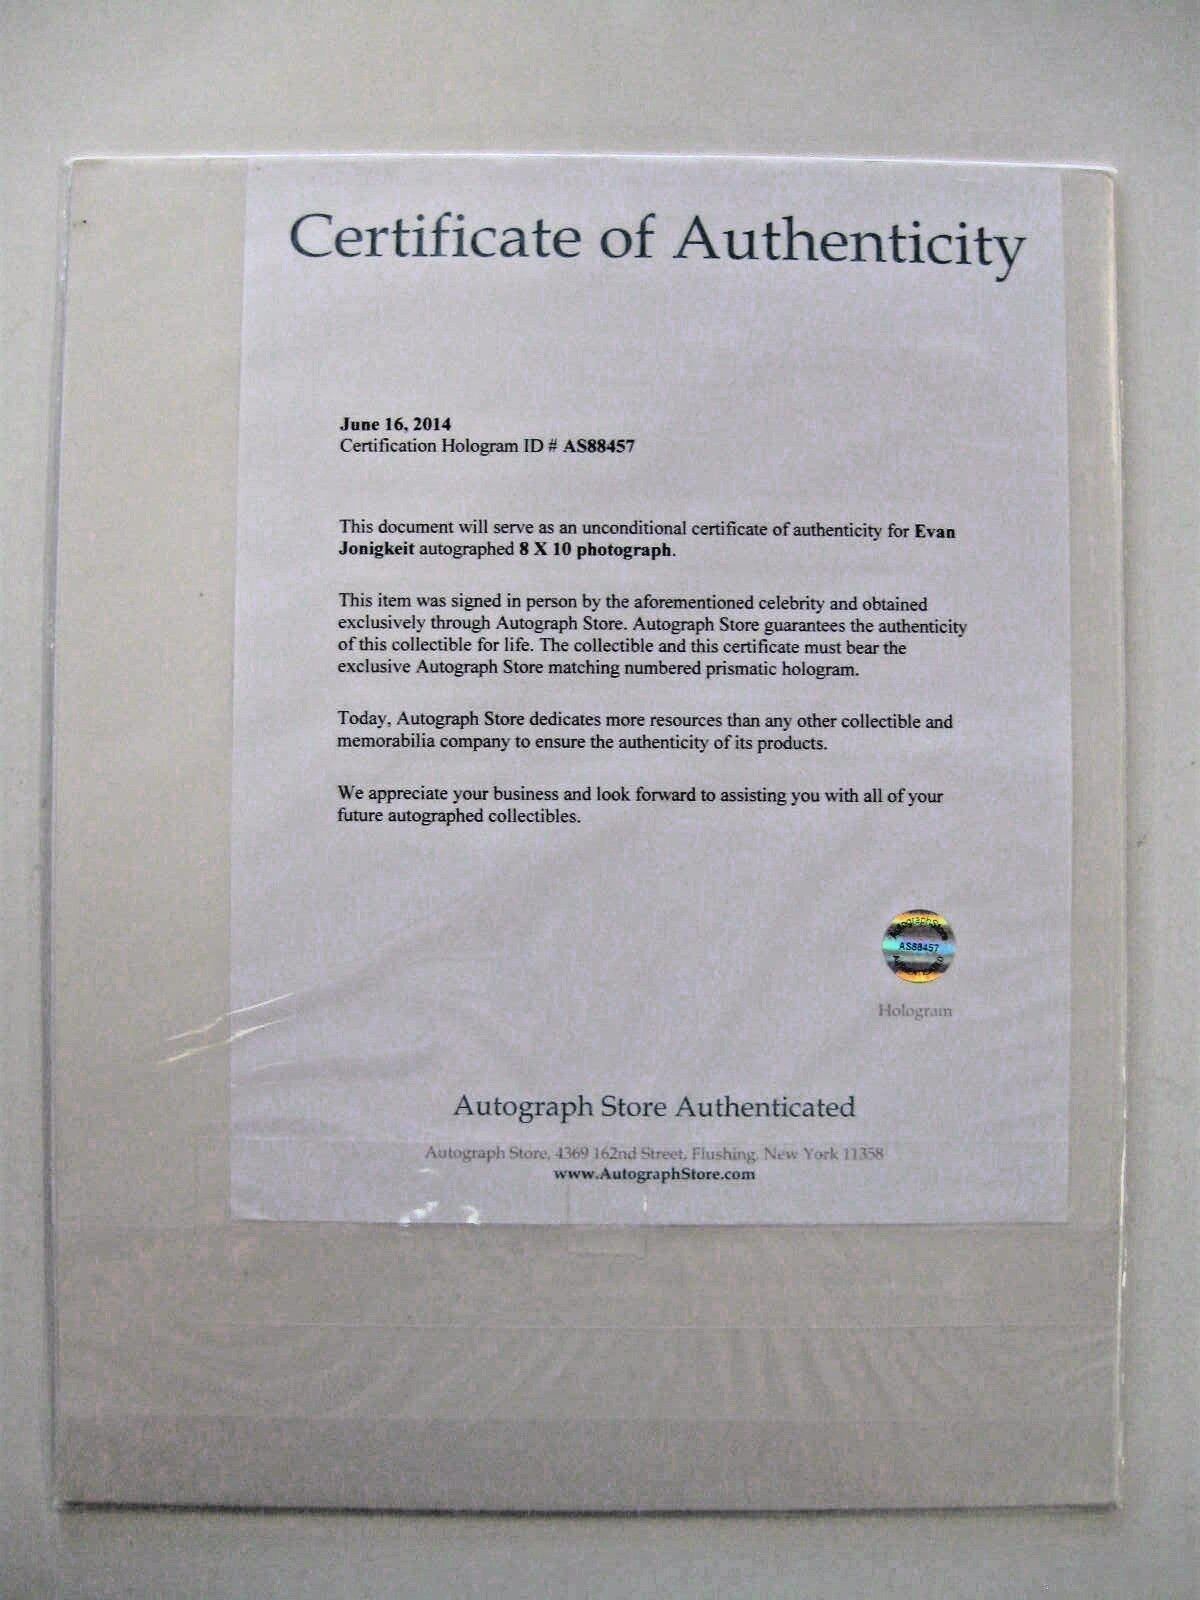 Certificate of Authenticity
June 16, 2014
Certification Hologram ID # AS88457
This document will serve as an unconditional certificate of authenticity for Evan
Jonigkeit autographed 8 X 10 photograph.
This item was signed in person by the aforementioned celebrity and obtained
exclusively through Autograph Store. Autograph Store guarantees the authenticity
of this collectible for life. The collectible and this certificate must bear the
exclusive Autograph Store matching numbered prismatic hologram.
Today, Autograph Store dedicates more resources than any other collectible and
memorabilia company to ensure the authenticity of its products.
We appreciate your business and look forward to assisting you with all of your
future autographed collectibles.
AutographStore
AS88457
AUTHENTICATED
Hologram
Autograph Store Authenticated
Autograph Store, 4369 162nd Street, Flushing, New York 11358
www.AutographStore.com